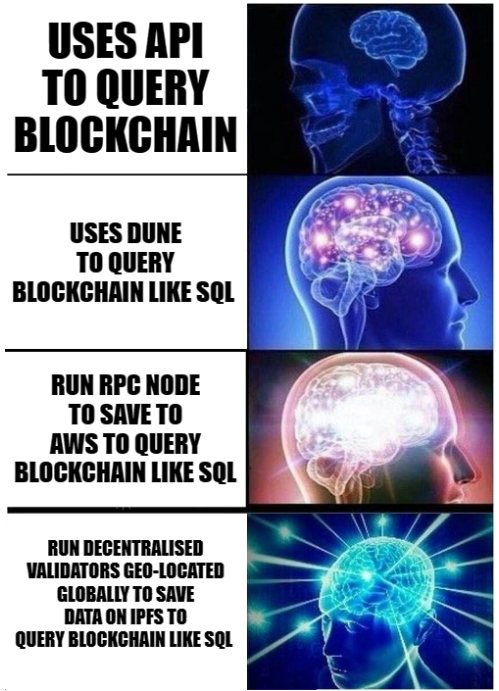 USES API
TO QUERY
BLOCKCHAIN
USES DUNE
TO QUERY
BLOCKCHAIN LIKE SQL
RUN RPC NODE
TO SAVE TO
AWS TO QUERY
BLOCKCHAIN LIKE SQL
RUN DECENTRALISED
VALIDATORS GEO-LOCATED
GLOBALLY TO SAVE
DATA ON IPFS TO
QUERY BLOCKCHAIN LIKE SQL